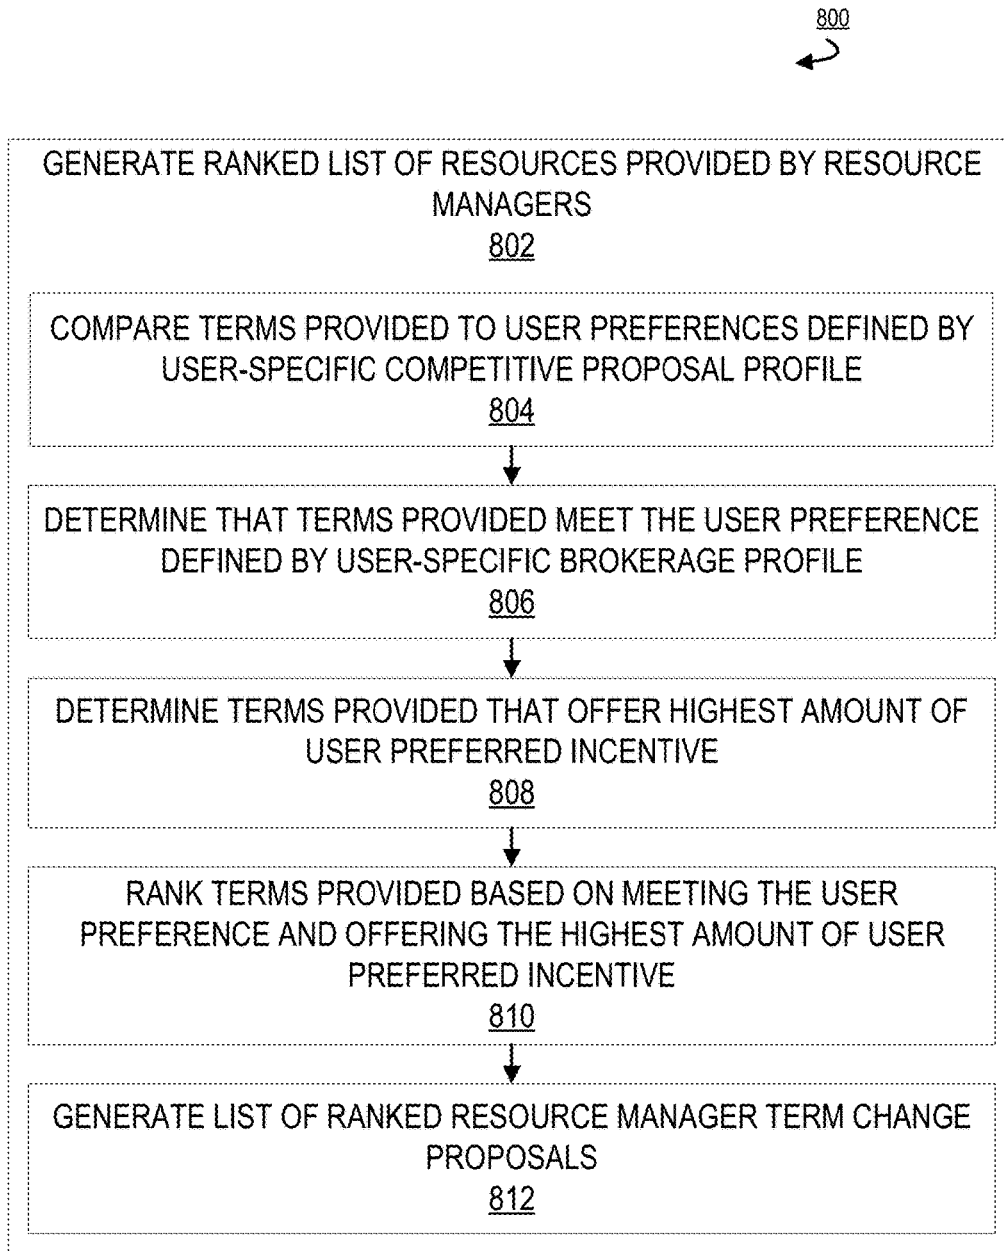 800
GENERATE RANKED LIST OF RESOURCES PROVIDED BY RESOURCE
MANAGERS
802
COMPARE TERMS PROVIDED TO USER PREFERENCES DEFINED BY
USER-SPECIFIC COMPETITIVE PROPOSAL PROFILE
804
DETERMINE THAT TERMS PROVIDED MEET THE USER PREFERENCE
DEFINED BY USER-SPECIFIC BROKERAGE PROFILE
806
DETERMINE TERMS PROVIDED THAT OFFER HIGHEST AMOUNT OF
USER PREFERRED INCENTIVE
808
RANK TERMS PROVIDED BASED ON MEETING THE USER
PREFERENCE AND OFFERING THE HIGHEST AMOUNT OF USER
PREFERRED INCENTIVE
810
GENERATE LIST OF RANKED RESOURCE MANAGER TERM CHANGE
PROPOSALS
812